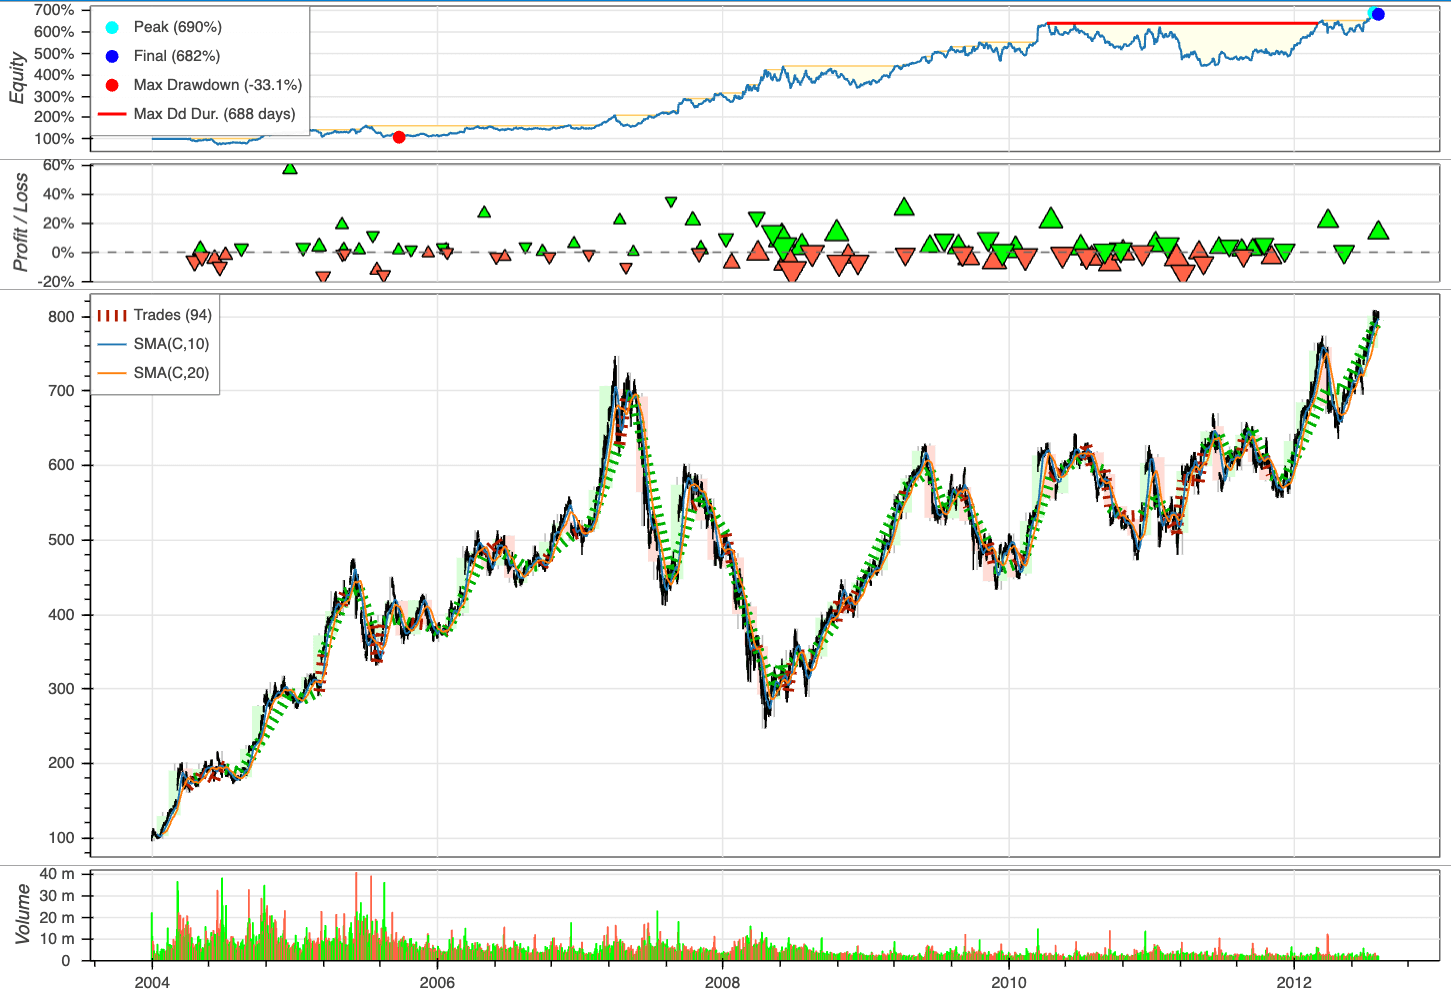 700%
600%
500%
400%
300%
200%
100%
Equity
Peak (690%)
Final (682%)
Max Drawdown (-33.1%)
Max Dd Dur. (688 days)
60%
40%
20%
0%
-20%
Profit / Loss
Trades (94)
SMA(C,10)
SMA(C,20)
800
700
600
500
400
300
200
100
40 m
30 m
20 m
10 m
0
Volume
2004
2006
2008
2010
2012